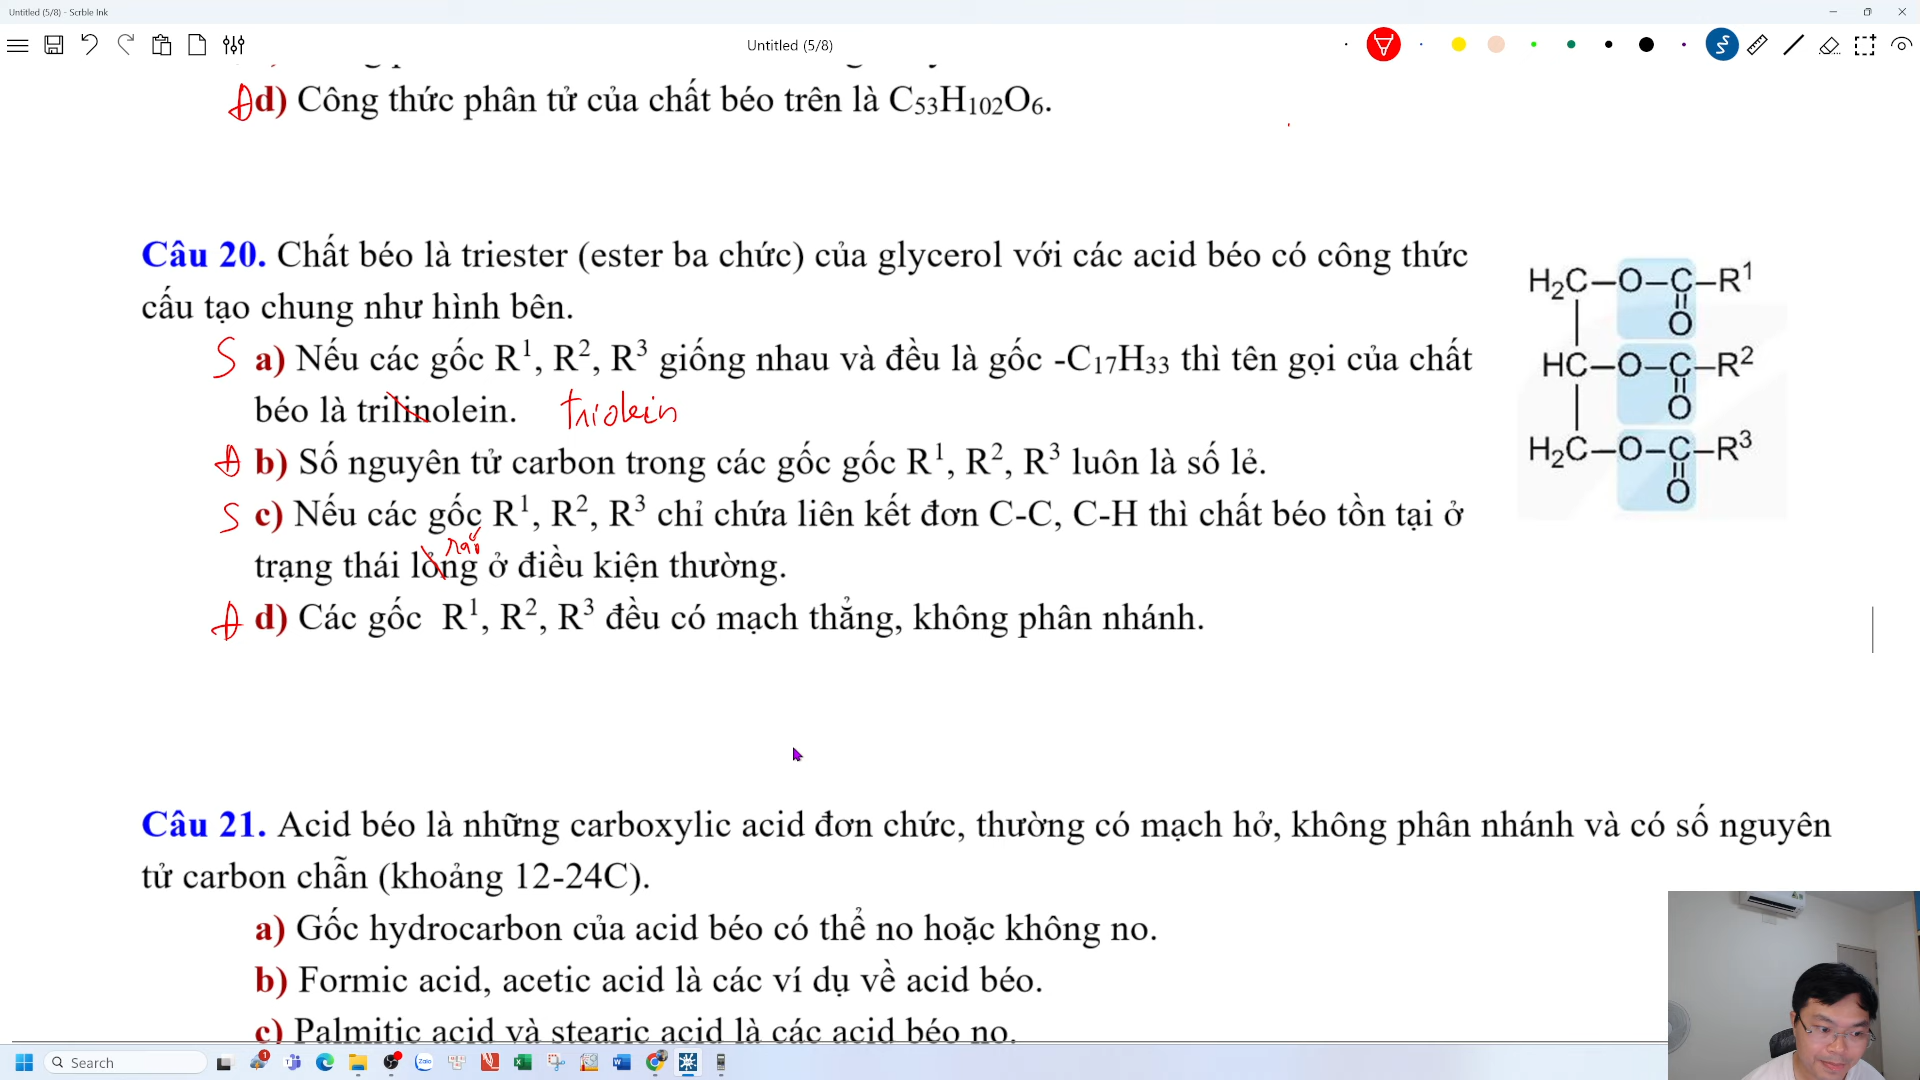 Untitled (5/8) - Scrble Ink
Untitled (5/8)
Đ d) Công thức phân tử của chất béo trên là C₅₃H₁₀₂O₆.
Câu 20. Chất béo là triester (ester ba chức) của glycerol với các acid béo có công thức
cấu tạo chung như hình bên.
S a) Nếu các gốc R¹, R², R³ giống nhau và đều là gốc -C₁₇H₃₃ thì tên gọi của chất
béo là trilinolein. triolein
Đ b) Số nguyên tử carbon trong các gốc gốc R¹, R², R³ luôn là số lẻ.
S c) Nếu các gốc R¹, R², R³ chỉ chứa liên kết đơn C-C, C-H thì chất béo tồn tại ở
rắn
trạng thái lỏng ở điều kiện thường.
Đ d) Các gốc R¹, R², R³ đều có mạch thẳng, không phân nhánh.
H₂C–O–C–R¹
O
HC–O–C–R²
O
H₂C–O–C–R³
O
Câu 21. Acid béo là những carboxylic acid đơn chức, thường có mạch hở, không phân nhánh và có số nguyên
tử carbon chẵn (khoảng 12-24C).
a) Gốc hydrocarbon của acid béo có thể no hoặc không no.
b) Formic acid, acetic acid là các ví dụ về acid béo.
c) Palmitic acid và stearic acid là các acid béo no.
Search